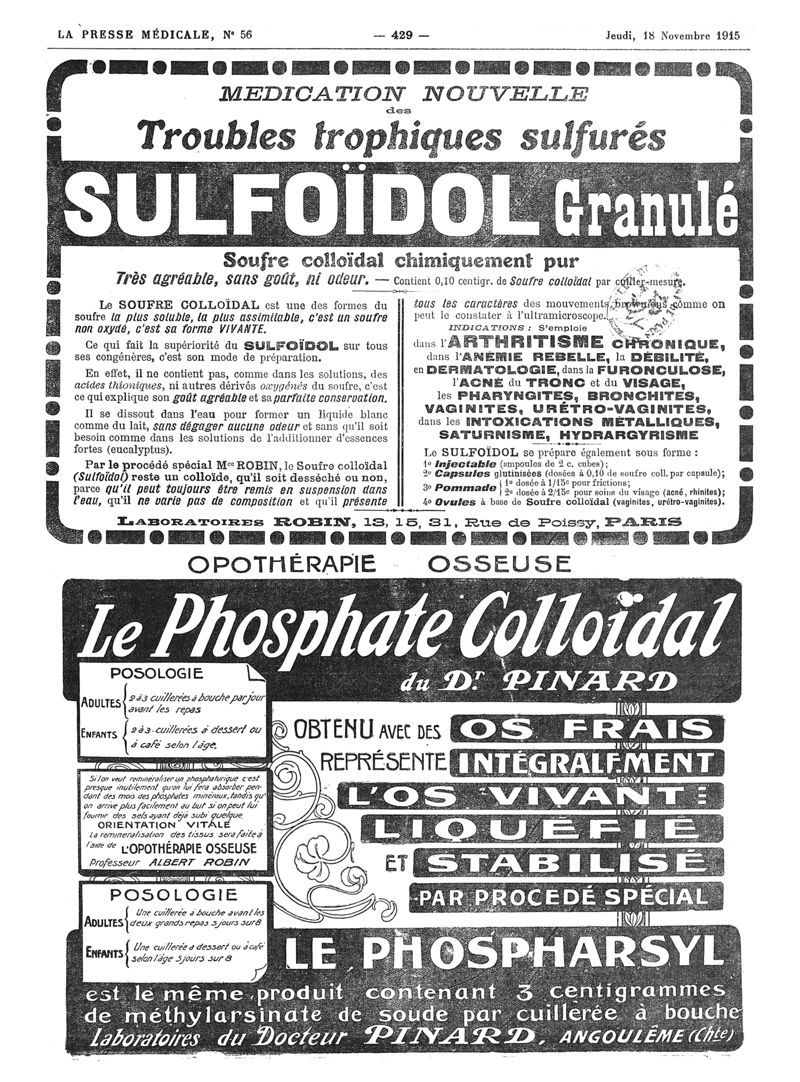 LA PRESSE MÉDICALE, N° 56
— 429 —
Jeudi, 18 Novembre 1915
MEDICATION NOUVELLE
des
Troubles trophiques sulfurés
SULFOÏDOL Granulé
Soufre colloïdal chimiquement pur
Très agréable, sans goût, ni odeur. — Contient 0,10 centigr. de Soufre colloïdal par cuiller-mesure.
Le SOUFRE COLLOÏDAL est une des formes du
soufre la plus soluble, la plus assimilable, c'est un soufre
non oxydé, c'est sa forme VIVANTE.
Ce qui fait la supériorité du SULFOÏDOL sur tous
ses congénères, c'est son mode de préparation.
En effet, il ne contient pas, comme dans les solutions, des
acides thioniques, ni autres dérivés oxygénés du soufre, c'est
ce qui explique son goût agréable et sa parfaite conservation.
Il se dissout dans l'eau pour former un liquide blanc
comme du lait, sans dégager aucune odeur et sans qu'il soit
besoin comme dans les solutions de l'additionner d'essences
fortes (eucalyptus).
Par le procédé spécial Mce ROBIN, le Soufre colloïdal
(Sulfoïdol) reste un colloïde, qu'il soit desséché ou non,
parce qu'il peut toujours être remis en suspension dans
l'eau, qu'il ne varie pas de composition et qu'il présente
tous les caractères des mouvements browniens comme on
peut le constater à l'ultramicroscope.
INDICATIONS : S'emploie
dans l'ARTHRITISME CHRONIQUE,
dans l'ANÉMIE REBELLE, la DÉBILITÉ,
en DERMATOLOGIE, dans la FURONCULOSE,
l'ACNÉ du TRONC et du VISAGE,
les PHARYNGITES, BRONCHITES,
VAGINITES, URÉTRO-VAGINITES,
dans les INTOXICATIONS MÉTALLIQUES,
SATURNISME, HYDRARGYRISME
Le SULFOÏDOL se prépare également sous forme :
1° Injectable (ampoules de 2 c. cubes);
2° Capsules glutinisées (dosées à 0,10 de soufre coll. par capsule);
3° Pommade { 1° dosée à 1/15e pour frictions;
2° dosée à 2/15e pour soins du visage (acné, rhinites);
4° Ovules à base de Soufre colloïdal (vaginites, urétro-vaginites).
LABORATOIRES ROBIN, 13, 15, 31, Rue de Poissy, PARIS
OPOTHÉRAPIE OSSEUSE
Le Phosphate Colloïdal
du Dr PINARD
POSOLOGIE
ADULTES { 2 à 3 cuillerées à bouche par jour
avant les repas
ENFANTS { 2 à 3 cuillerées à dessert ou
à café selon l'âge,
Si l'on veut reminéraliser un phosphaturique c'est
presque inutilement qu'on lui fera absorber pen-
dant des mois des phosphates minéraux, tandis qu'
on arrive plus facilement au but si on peut lui
fournir des sels ayant déjà subi quelque
ORIENTATION VITALE
La reminéralisation des tissus sera faite à
l'aide de L'OPOTHÉRAPIE OSSEUSE
Professeur ALBERT ROBIN
POSOLOGIE
ADULTES { Une cuillerée à bouche avant les
deux grands repas 5 jours sur 8
ENFANTS { Une cuillerée à dessert ou à café
selon l'âge 5 jours sur 8
OBTENU AVEC DES OS FRAIS
REPRÉSENTE INTÉGRALEMENT
L'OS VIVANT
LIQUÉFIÉ
ET STABILISÉ
PAR PROCEDÉ SPÉCIAL
LE PHOSPHARSYL
est le même produit contenant 3 centigrammes
de méthylarsinate de soude par cuillerée à bouche
Laboratoires du Docteur PINARD, ANGOULÊME (Chte)